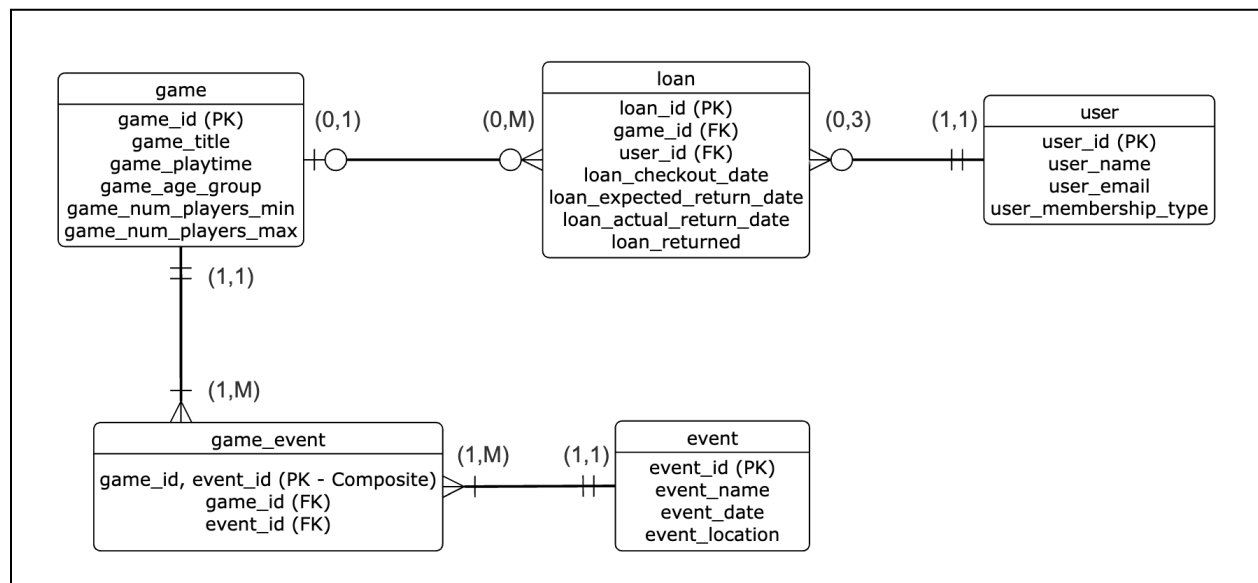 game
game_id (PK)
game_title
game_playtime
game_age_group
game_num_players_min
game_num_players_max
(0,1)
(0,M)
loan
loan_id (PK)
game_id (FK)
user_id (FK)
loan_checkout_date
loan_expected_return_date
loan_actual_return_date
loan_returned
(0,3)
(1,1)
user
user_id (PK)
user_name
user_email
user_membership_type
(1,1)
(1,M)
game_event
game_id, event_id (PK - Composite)
game_id (FK)
event_id (FK)
(1,M)
(1,1)
event
event_id (PK)
event_name
event_date
event_location